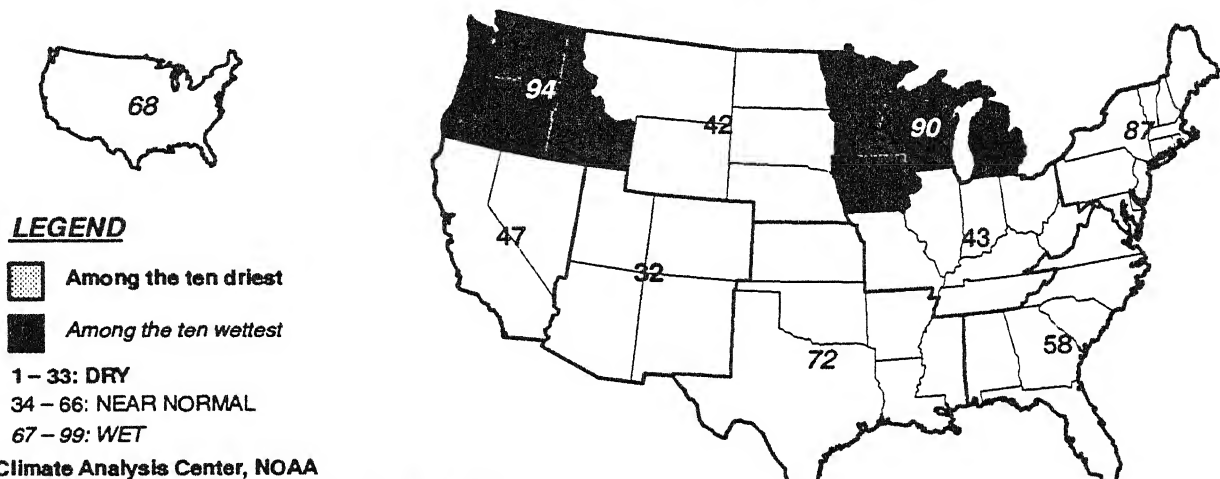 68
LEGEND
Among the ten driest
Among the ten wettest
1 – 33: DRY
34 – 66: NEAR NORMAL
67 – 99: WET
Climate Analysis Center, NOAA
94
42
90
87
47
32
43
72
58